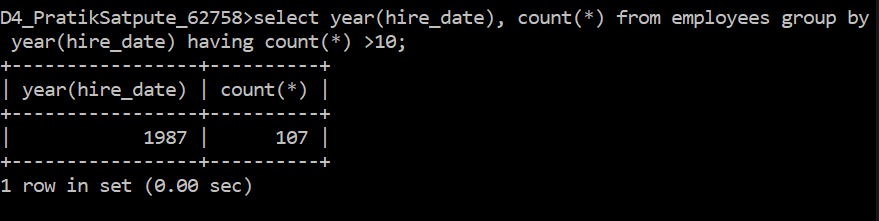 D4_PratikSatpute_62758>select year(hire_date), count(*) from employees group by
 year(hire_date) having count(*) >10;
+-----------------+----------+
| year(hire_date) | count(*) |
+-----------------+----------+
|            1987 |      107 |
+-----------------+----------+
1 row in set (0.00 sec)